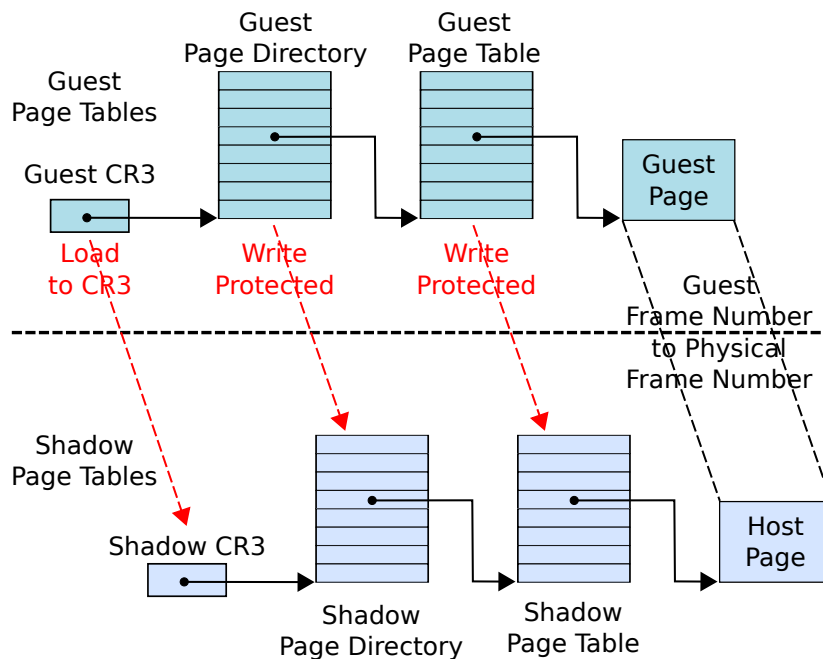 Guest
Page Directory
Guest
Page Table
Guest
Page Tables
Guest CR3
Guest
Page
Load
to CR3
Write
Protected
Write
Protected
Guest
Frame Number
to Physical
Frame Number
Shadow
Page Tables
Shadow CR3
Host
Page
Shadow
Page Directory
Shadow
Page Table